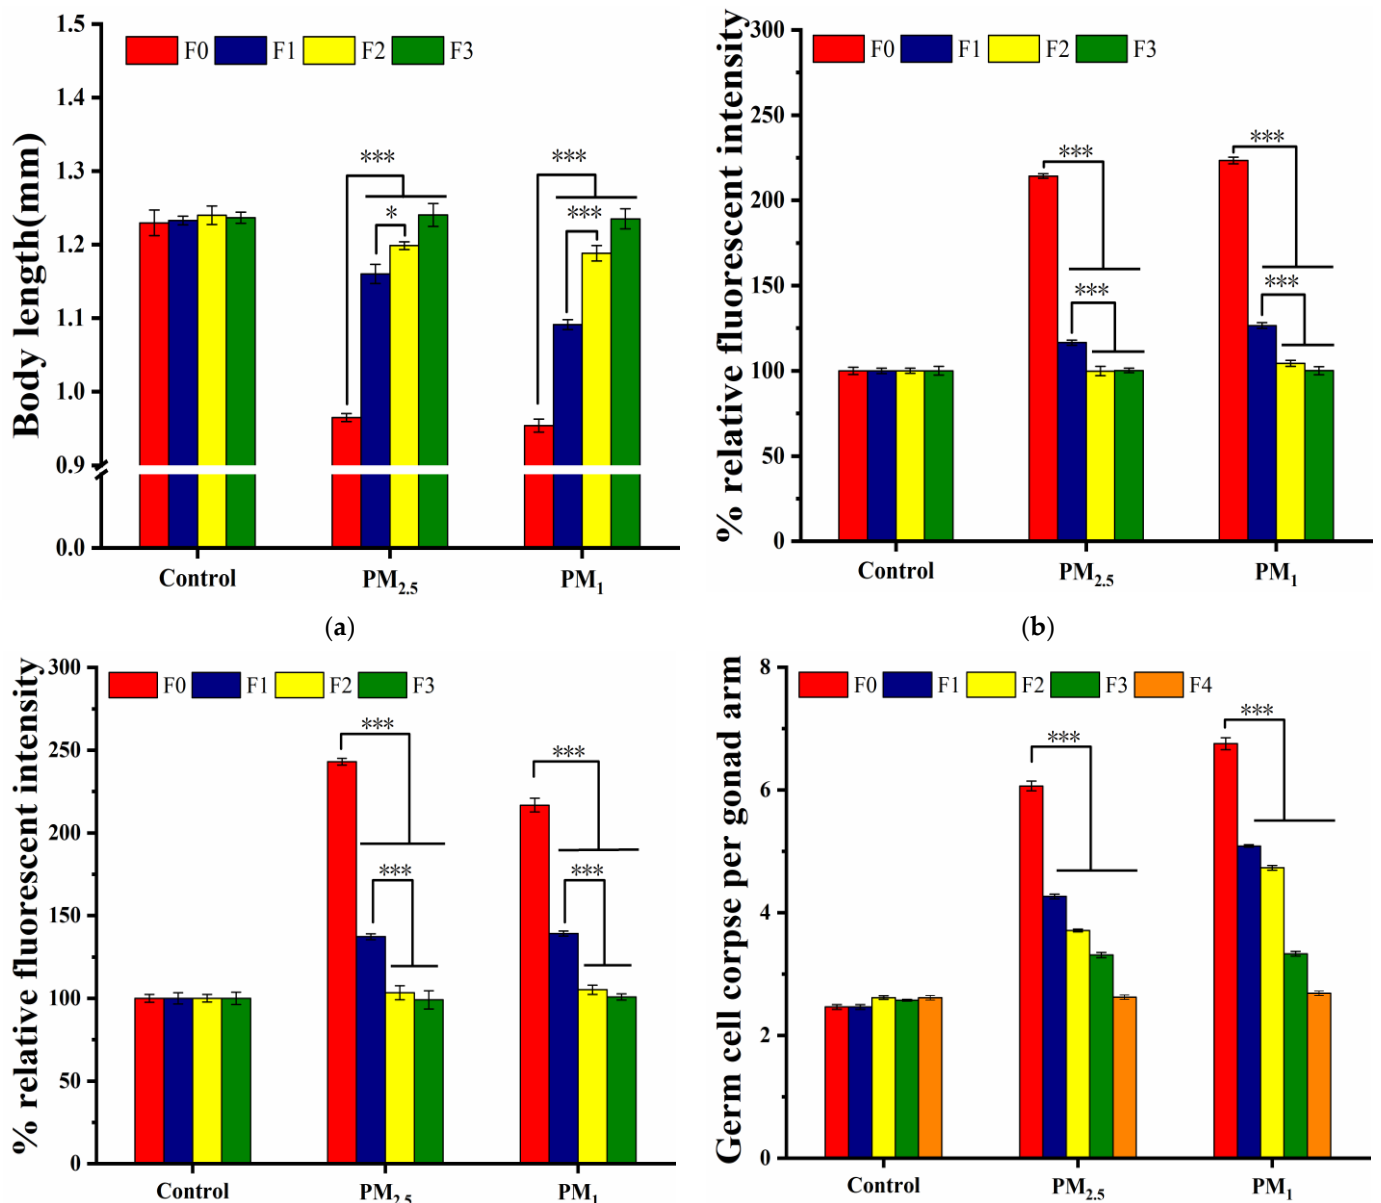 F0 F1 F2 F3
Body length(mm)
1.5
1.4
1.3
1.2
1.1
1.0
0.9
0.0
***
*
***
***
Control PM2.5 PM1
(a)
F0 F1 F2 F3
% relative fluorescent intensity
300
250
200
150
100
50
0
***
***
***
***
Control PM2.5 PM1
(b)
F0 F1 F2 F3
% relative fluorescent intensity
300
250
200
150
100
50
0
***
***
***
***
Control PM2.5 PM1
F0 F1 F2 F3 F4
Germ cell corpse per gonad arm
8
6
4
2
0
***
***
Control PM2.5 PM1